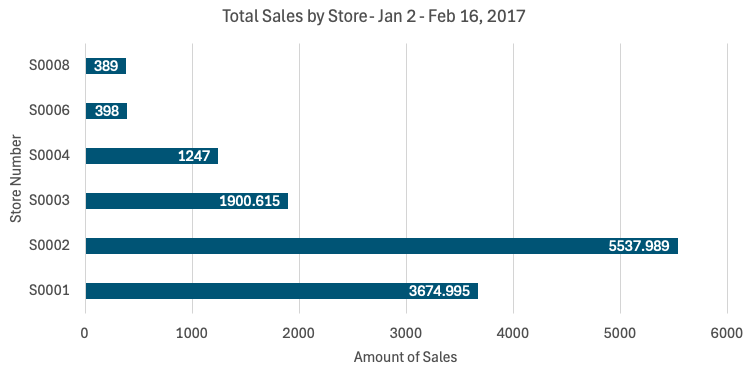 Total Sales by Store - Jan 2 - Feb 16, 2017
Store Number
S0008 389
S0006 398
S0004 1247
S0003 1900.615
S0002 5537.989
S0001 3674.995
0 1000 2000 3000 4000 5000 6000
Amount of Sales